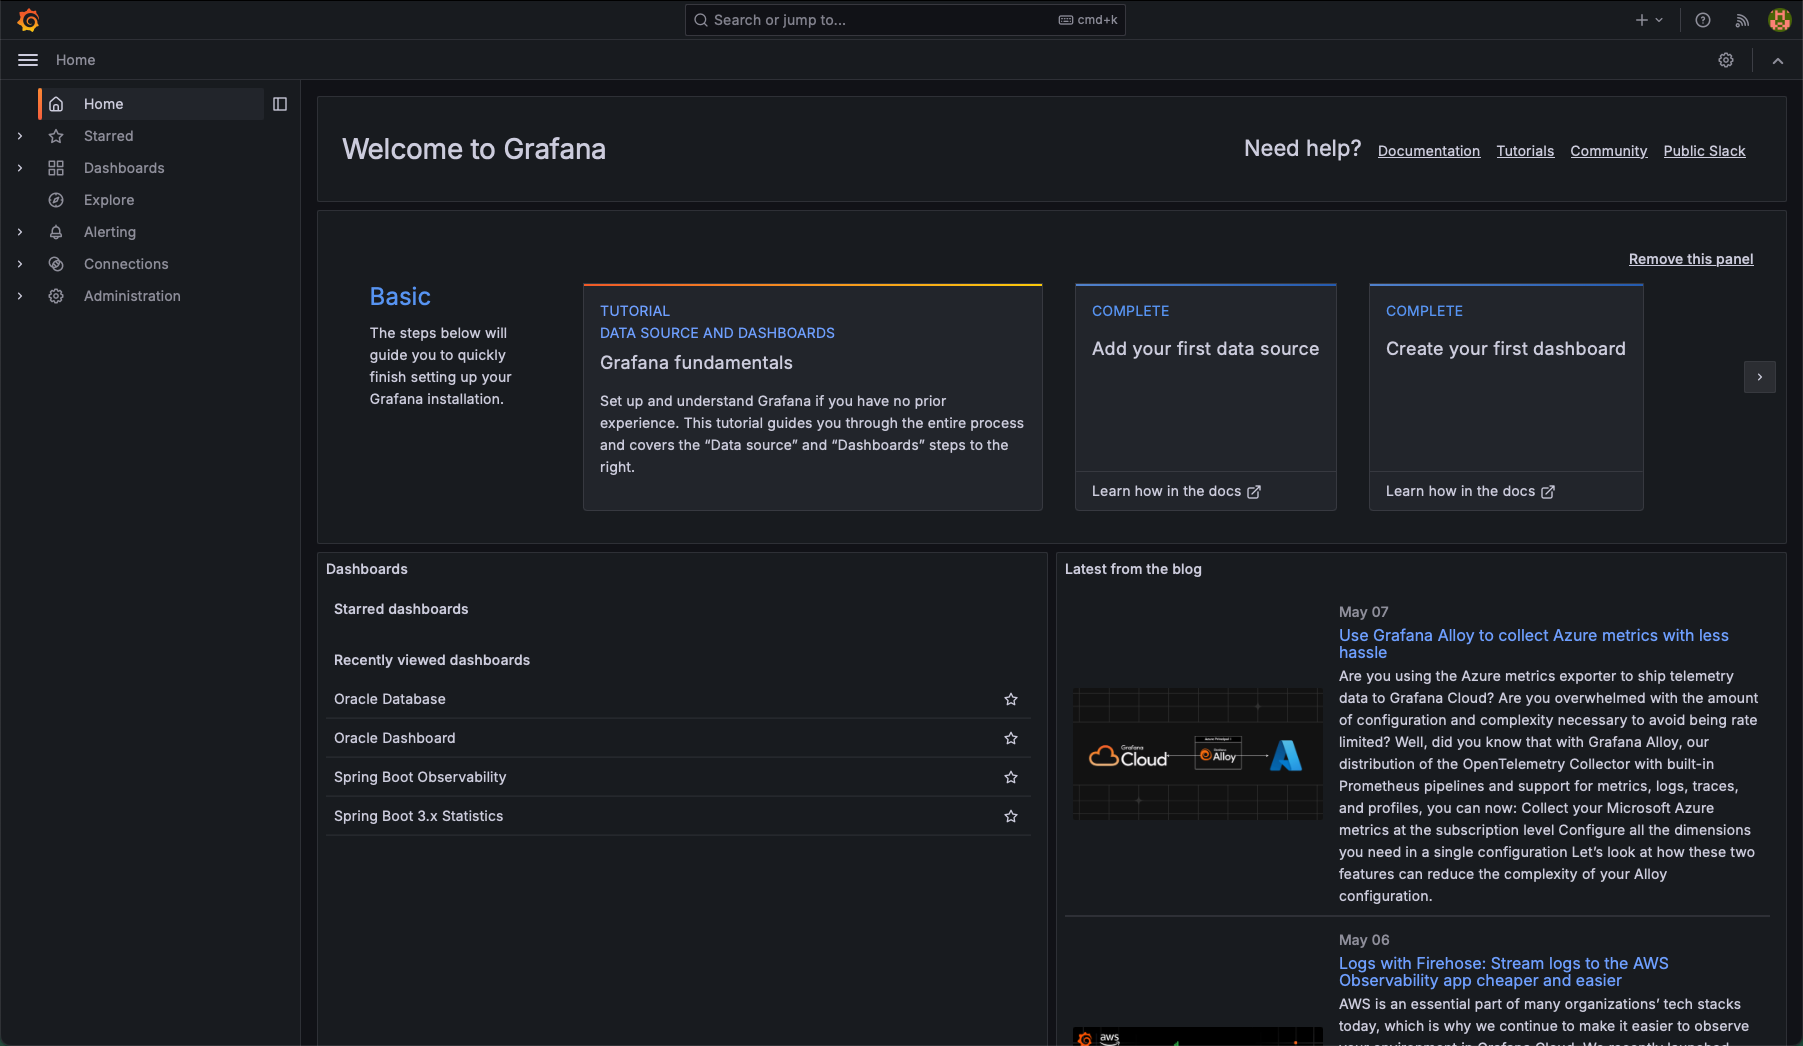 Search or jump to...
cmd+k
Home
Home
Starred
Dashboards
Explore
Alerting
Connections
Administration
Welcome to Grafana
Need help?
Documentation
Tutorials
Community
Public Slack
Remove this panel
Basic
The steps below will
guide you to quickly
finish setting up your
Grafana installation.
TUTORIAL
DATA SOURCE AND DASHBOARDS
Grafana fundamentals
Set up and understand Grafana if you have no prior
experience. This tutorial guides you through the entire process
and covers the “Data source” and “Dashboards” steps to the
right.
COMPLETE
Add your first data source
Learn how in the docs
COMPLETE
Create your first dashboard
Learn how in the docs
Dashboards
Starred dashboards
Recently viewed dashboards
Oracle Database
Oracle Dashboard
Spring Boot Observability
Spring Boot 3.x Statistics
Latest from the blog
Grafana
Cloud
Grafana
Alloy
May 07
Use Grafana Alloy to collect Azure metrics with less
hassle
Are you using the Azure metrics exporter to ship telemetry
data to Grafana Cloud? Are you overwhelmed with the amount
of configuration and complexity necessary to avoid being rate
limited? Well, did you know that with Grafana Alloy, our
distribution of the OpenTelemetry Collector with built-in
Prometheus pipelines and support for metrics, logs, traces,
and profiles, you can now: Collect your Microsoft Azure
metrics at the subscription level Configure all the dimensions
you need in a single configuration Let’s look at how these two
features can reduce the complexity of your Alloy
configuration.
aws
May 06
Logs with Firehose: Stream logs to the AWS
Observability app cheaper and easier
AWS is an essential part of many organizations’ tech stacks
today, which is why we continue to make it easier to observe